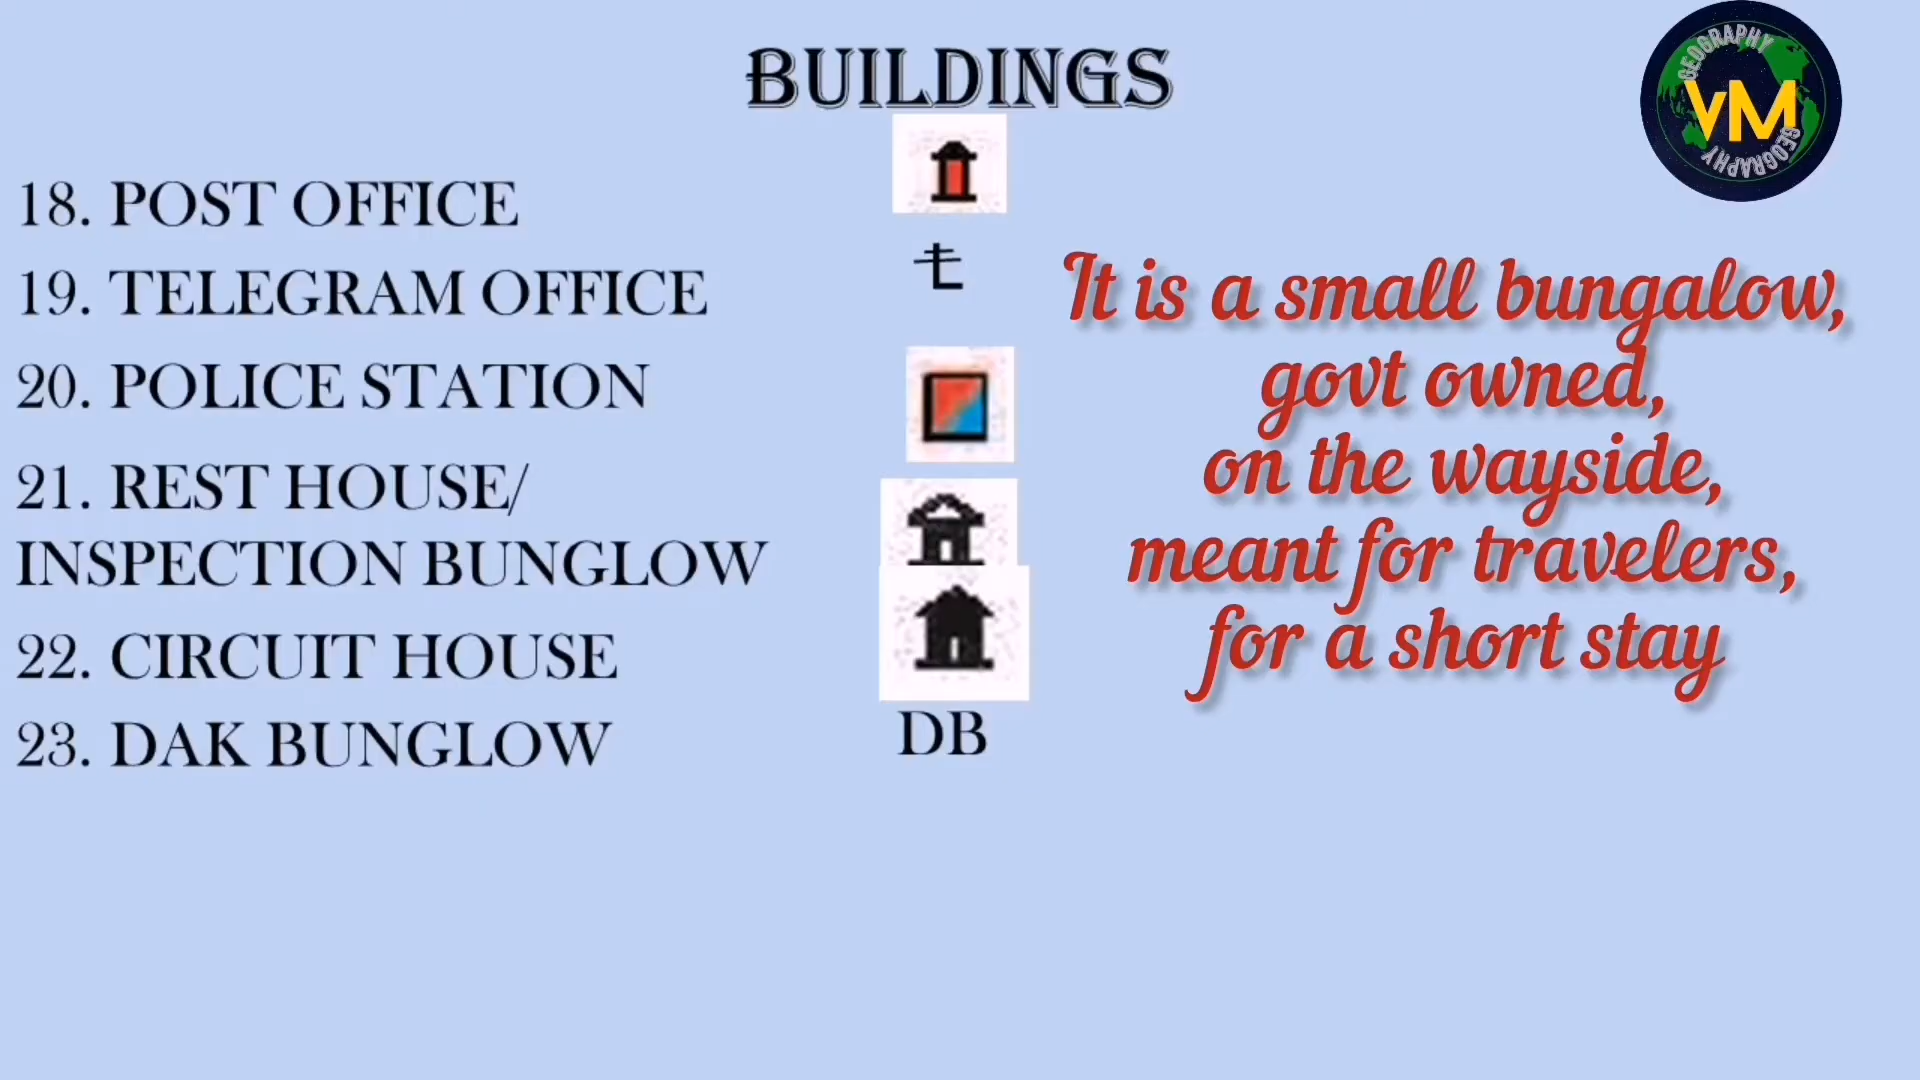 BUILDINGS
GEOGRAPHY
VM
GEOGRAPHY
18. POST OFFICE
19. TELEGRAM OFFICE
20. POLICE STATION
21. REST HOUSE/
INSPECTION BUNGLOW
22. CIRCUIT HOUSE
23. DAK BUNGLOW DB
It is a small bungalow,
govt owned,
on the wayside,
meant for travelers,
for a short stay